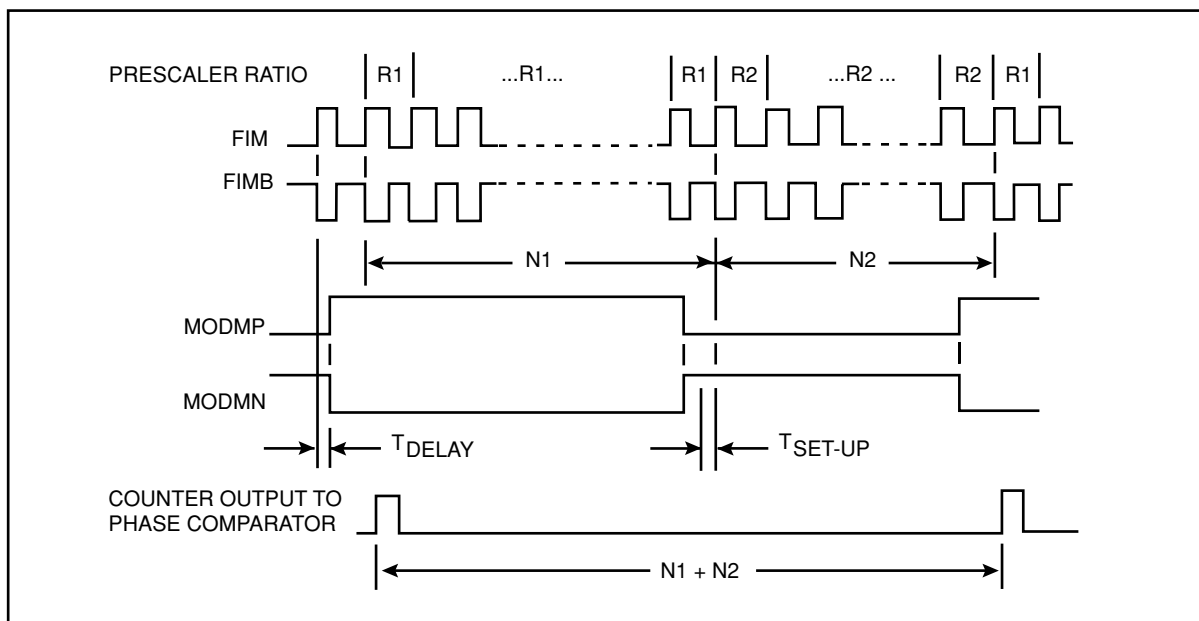 PRESCALER RATIO R1 ...R1... R1 R2 ...R2 ... R2 R1
FIM
FIMB
N1 N2
MODMP
MODMN
TDELAY TSET-UP
COUNTER OUTPUT TO
PHASE COMPARATOR
N1 + N2